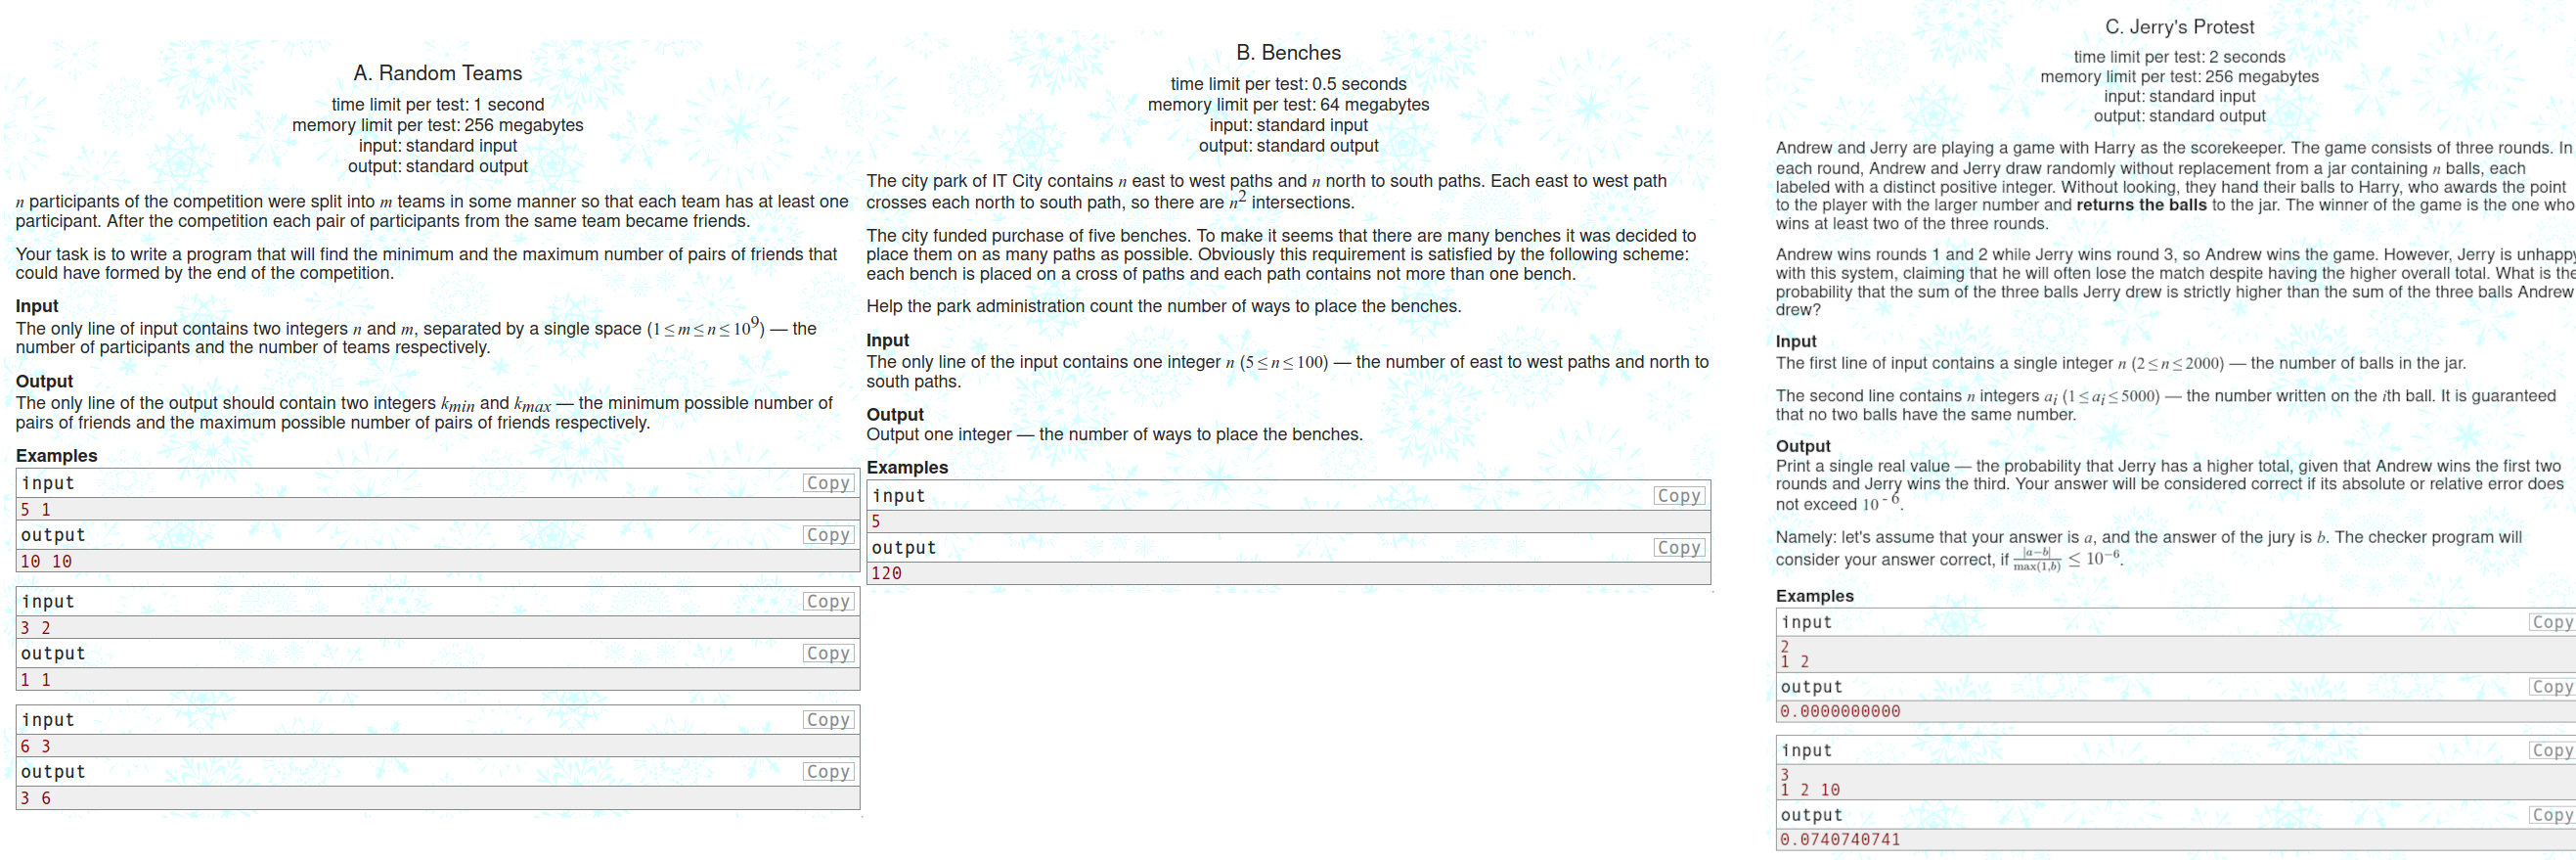 A. Random Teams
time limit per test: 1 second
memory limit per test: 256 megabytes
input: standard input
output: standard output
n participants of the competition were split into m teams in some manner so that each team has at least one
participant. After the competition each pair of participants from the same team became friends.
Your task is to write a program that will find the minimum and the maximum number of pairs of friends that
could have formed by the end of the competition.
Input
The only line of input contains two integers n and m, separated by a single space (1 ≤ m ≤ n ≤ 10^9) — the
number of participants and the number of teams respectively.
Output
The only line of the output should contain two integers k_min and k_max — the minimum possible number of
pairs of friends and the maximum possible number of pairs of friends respectively.
Examples
input Copy
5 1
output Copy
10 10
input Copy
3 2
output Copy
1 1
input Copy
6 3
output Copy
3 6
B. Benches
time limit per test: 0.5 seconds
memory limit per test: 64 megabytes
input: standard input
output: standard output
The city park of IT City contains n east to west paths and n north to south paths. Each east to west path
crosses each north to south path, so there are n^2 intersections.
The city funded purchase of five benches. To make it seems that there are many benches it was decided to
place them on as many paths as possible. Obviously this requirement is satisfied by the following scheme:
each bench is placed on a cross of paths and each path contains not more than one bench.
Help the park administration count the number of ways to place the benches.
Input
The only line of the input contains one integer n (5 ≤ n ≤ 100) — the number of east to west paths and north to
south paths.
Output
Output one integer — the number of ways to place the benches.
Examples
input Copy
5
output Copy
120
C. Jerry's Protest
time limit per test: 2 seconds
memory limit per test: 256 megabytes
input: standard input
output: standard output
Andrew and Jerry are playing a game with Harry as the scorekeeper. The game consists of three rounds. In
each round, Andrew and Jerry draw randomly without replacement from a jar containing n balls, each
labeled with a distinct positive integer. Without looking, they hand their balls to Harry, who awards the point
to the player with the larger number and returns the balls to the jar. The winner of the game is the one who
wins at least two of the three rounds.
Andrew wins rounds 1 and 2 while Jerry wins round 3, so Andrew wins the game. However, Jerry is unhappy
with this system, claiming that he will often lose the match despite having the higher overall total. What is the
probability that the sum of the three balls Jerry drew is strictly higher than the sum of the three balls Andrew
drew?
Input
The first line of input contains a single integer n (2 ≤ n ≤ 2000) — the number of balls in the jar.
The second line contains n integers a_i (1 ≤ a_i ≤ 5000) — the number written on the ith ball. It is guaranteed
that no two balls have the same number.
Output
Print a single real value — the probability that Jerry has a higher total, given that Andrew wins the first two
rounds and Jerry wins the third. Your answer will be considered correct if its absolute or relative error does
not exceed 10^-6.
Namely: let's assume that your answer is a, and the answer of the jury is b. The checker program will
consider your answer correct, if |a−b|/max(1,b) ≤ 10^−6.
Examples
input Copy
2
1 2
output Copy
0.0000000000
input Copy
3
1 2 10
output Copy
0.0740740741